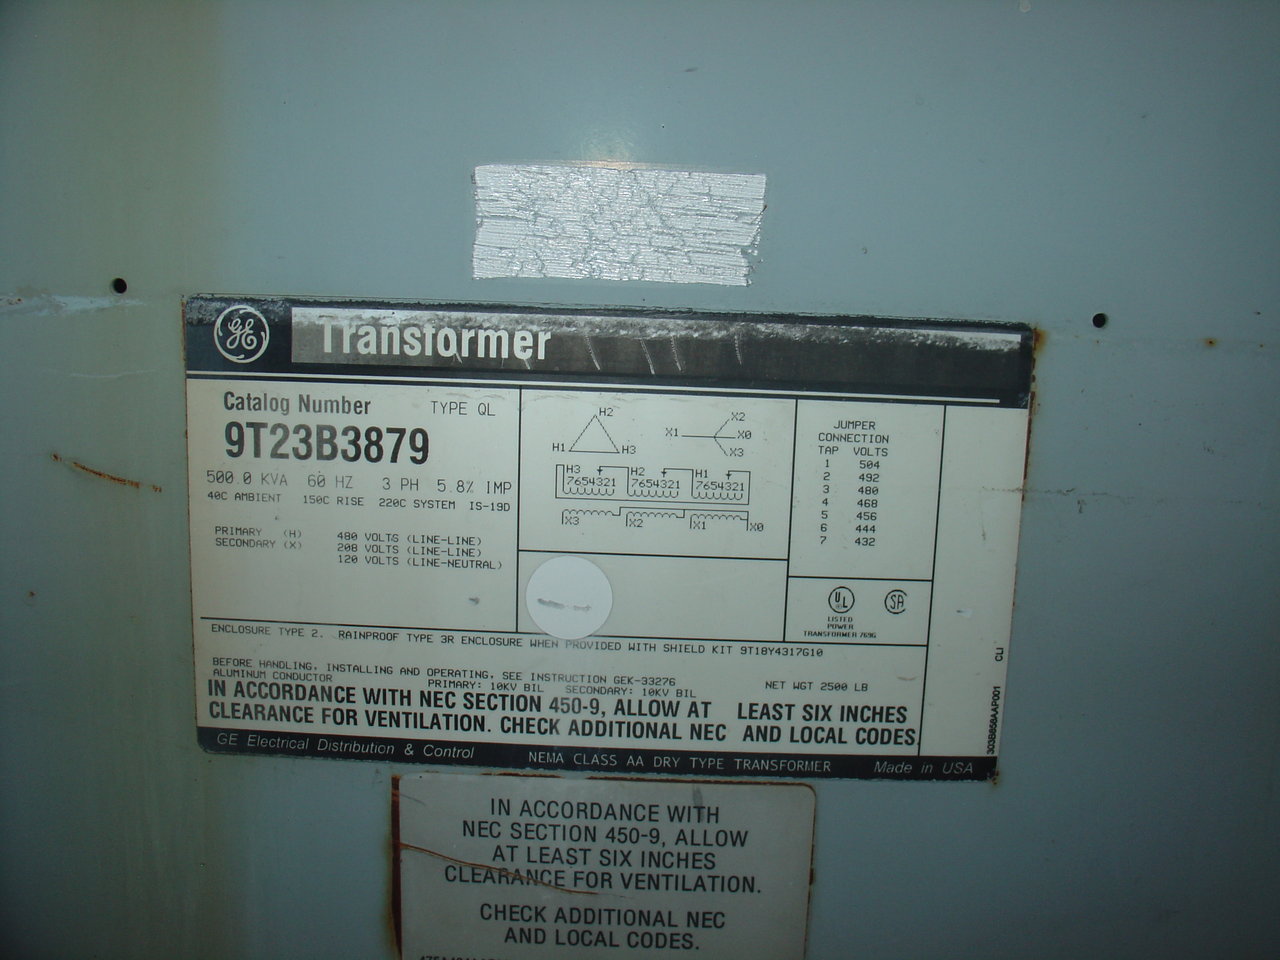 GE Transformer
Catalog Number TYPE QL
9T23B3879
500.0 KVA 60 HZ 3 PH 5.8% IMP
40C AMBIENT 150C RISE 220C SYSTEM IS-19D
PRIMARY (H) 480 VOLTS (LINE-LINE)
SECONDARY (X) 208 VOLTS (LINE-LINE)
120 VOLTS (LINE-NEUTRAL)
H2
H1 H3
X2
X1 X0
X3
H3 H2 H1
7654321 7654321 7654321
X3 X2 X1 X0
JUMPER
CONNECTION
TAP VOLTS
1 504
2 492
3 480
4 468
5 456
6 444
7 432
UL SA
LISTED
POWER
TRANSFORMER 769G
ENCLOSURE TYPE 2. RAINPROOF TYPE 3R ENCLOSURE WHEN PROVIDED WITH SHIELD KIT 9T18Y4317G10
BEFORE HANDLING, INSTALLING AND OPERATING, SEE INSTRUCTION GEK-33276
ALUMINUM CONDUCTOR PRIMARY: 10KV BIL SECONDARY: 10KV BIL NET WGT 2500 LB
IN ACCORDANCE WITH NEC SECTION 450-9, ALLOW AT LEAST SIX INCHES
CLEARANCE FOR VENTILATION. CHECK ADDITIONAL NEC AND LOCAL CODES
GE Electrical Distribution & Control NEMA CLASS AA DRY TYPE TRANSFORMER Made in USA
303B658AAP001 CLI
IN ACCORDANCE WITH
NEC SECTION 450-9, ALLOW
AT LEAST SIX INCHES
CLEARANCE FOR VENTILATION.
CHECK ADDITIONAL NEC
AND LOCAL CODES.